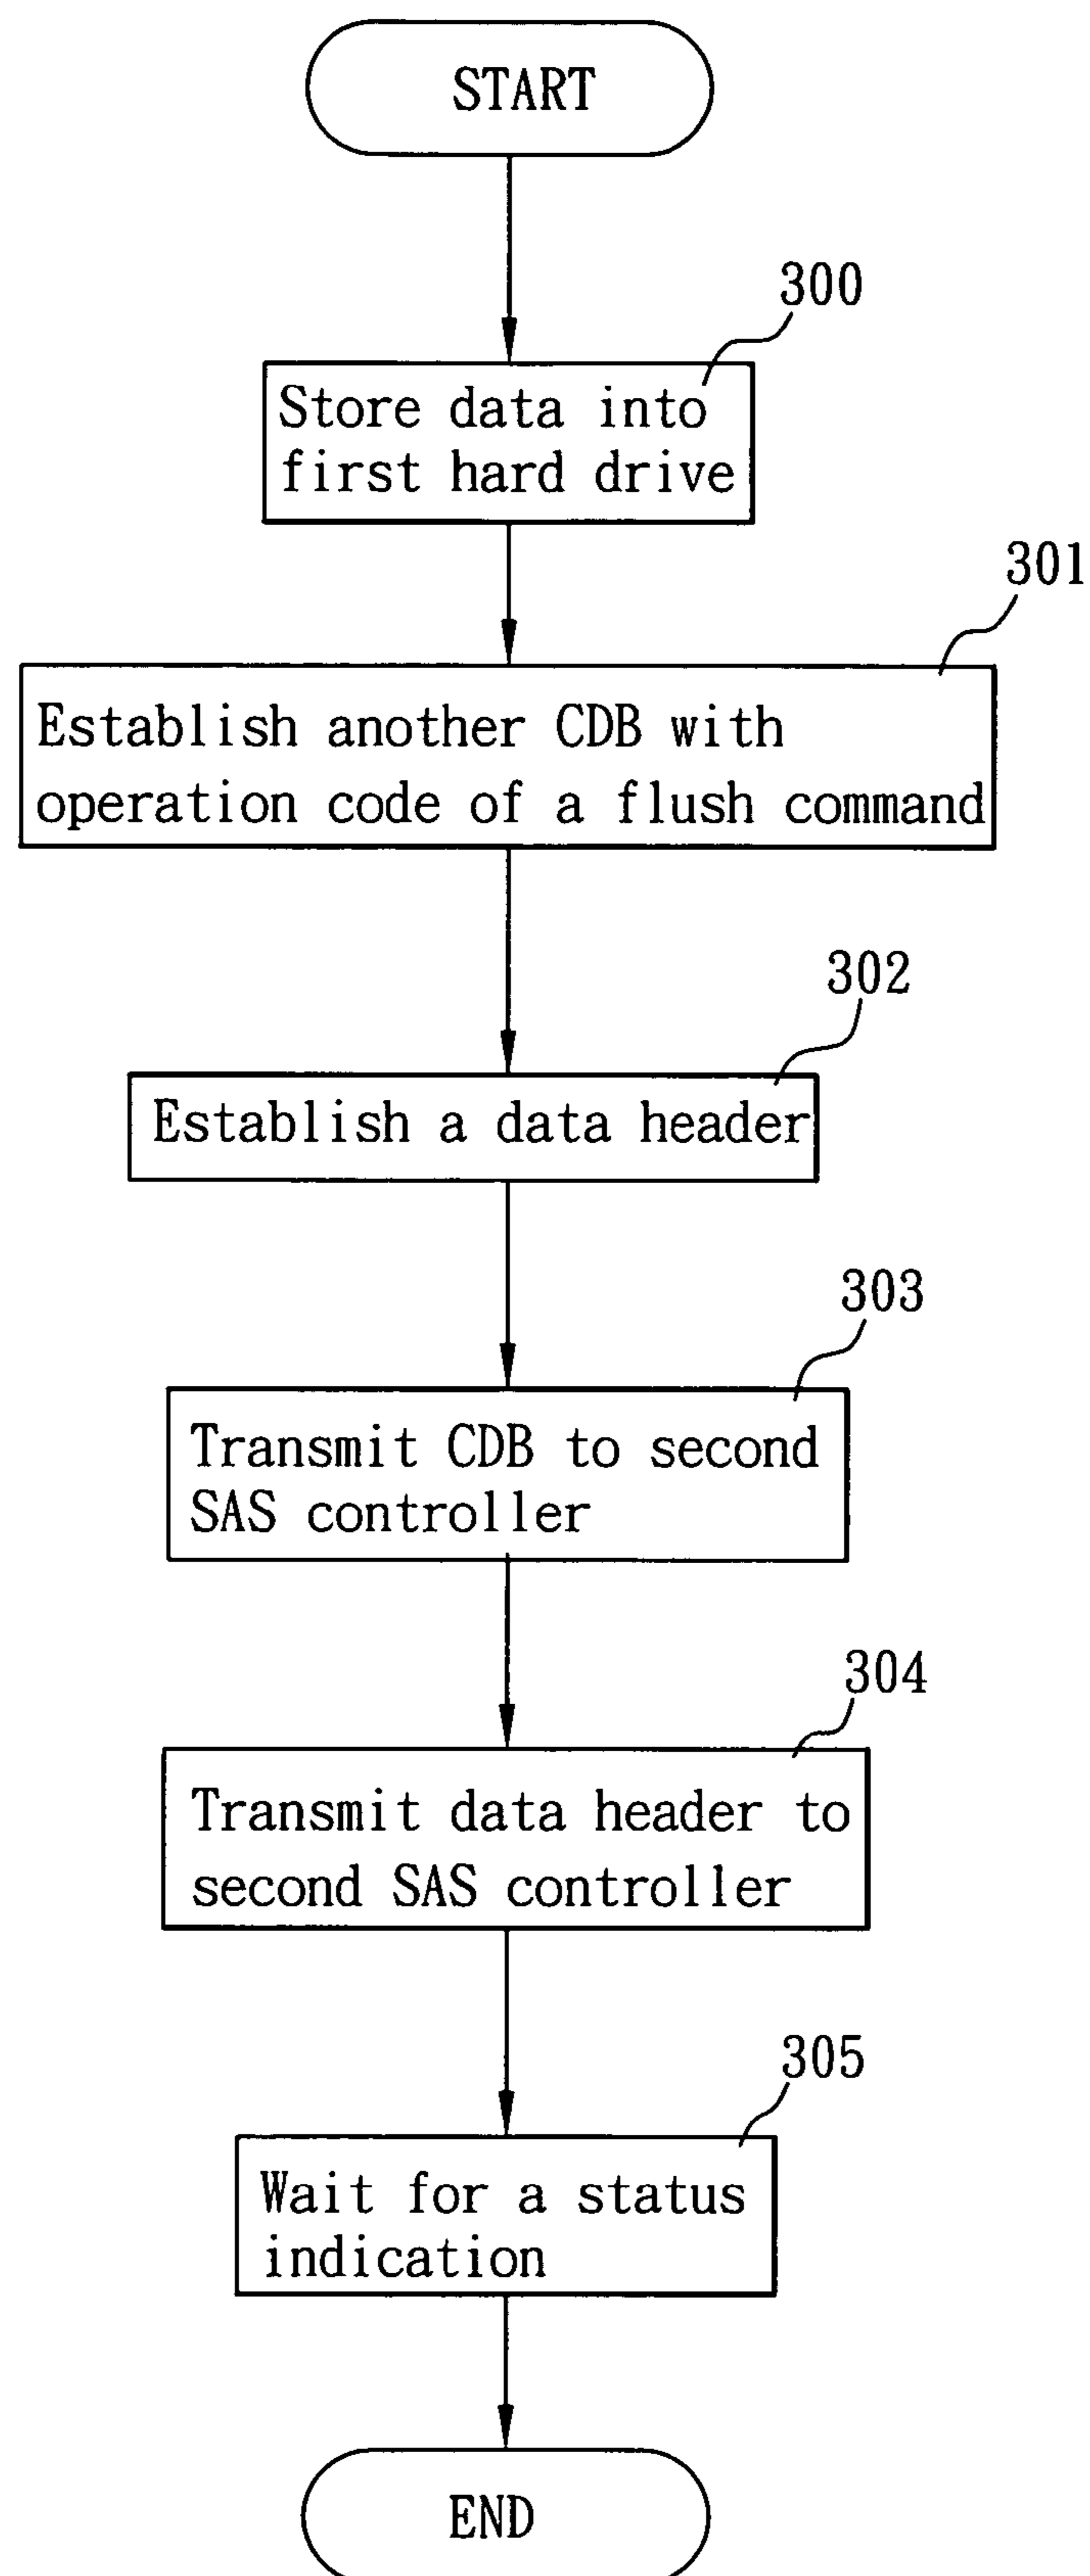 START
300
Store data into
first hard drive
301
Establish another CDB with
operation code of a flush command
302
Establish a data header
303
Transmit CDB to second
SAS controller
304
Transmit data header to
second SAS controller
305
Wait for a status
indication
END